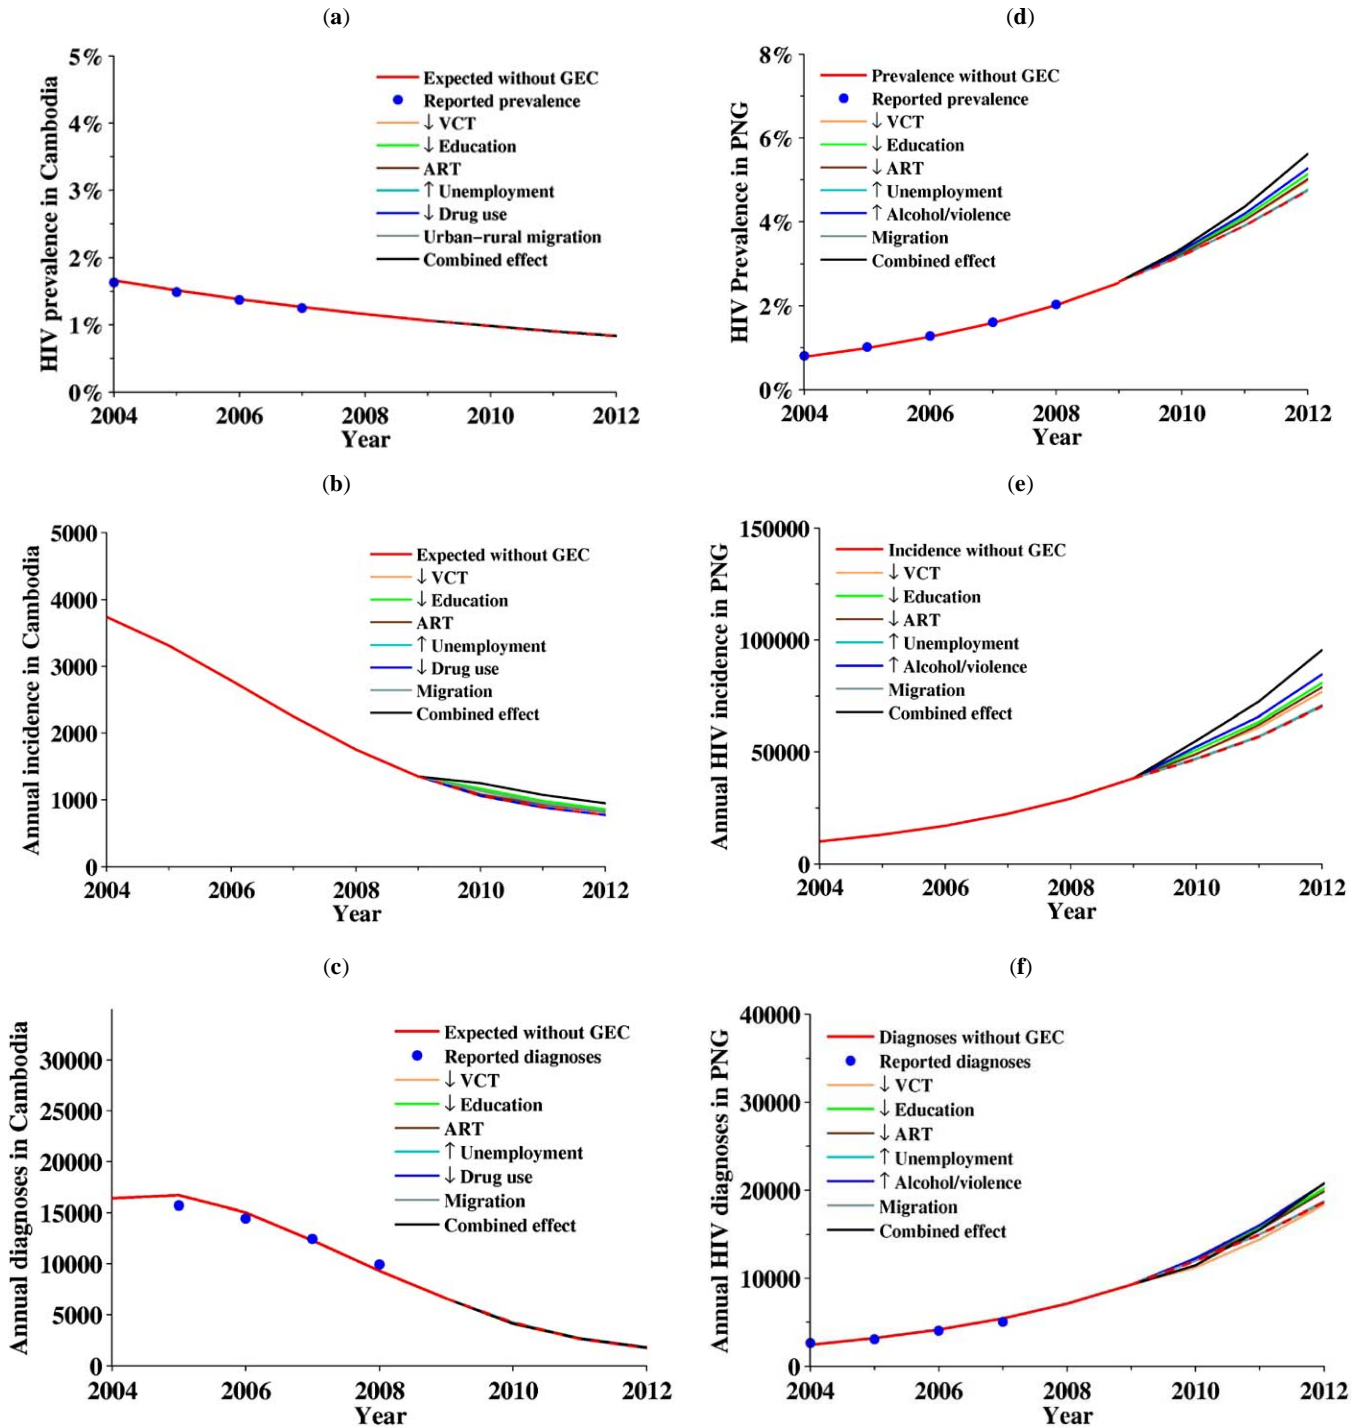 (a)
HIV prevalence in Cambodia
5%
4%
3%
2%
1%
0%
Expected without GEC
Reported prevalence
↓ VCT
↓ Education
ART
↑ Unemployment
↓ Drug use
Urban–rural migration
Combined effect
2004 2006 2008 2010 2012
Year
(d)
HIV Prevalence in PNG
8%
6%
4%
2%
0%
Prevalence without GEC
Reported prevalence
↓ VCT
↓ Education
↓ ART
↑ Unemployment
↑ Alcohol/violence
Migration
Combined effect
2004 2006 2008 2010 2012
Year
(b)
Annual incidence in Cambodia
5000
4000
3000
2000
1000
0
Expected without GEC
↓ VCT
↓ Education
ART
↑ Unemployment
↓ Drug use
Migration
Combined effect
2004 2006 2008 2010 2012
Year
(e)
Annual HIV incidence in PNG
150000
100000
50000
0
Incidence without GEC
↓ VCT
↓ Education
↓ ART
↑ Unemployment
↑ Alcohol/violence
Migration
Combined effect
2004 2006 2008 2010 2012
Year
(c)
Annual diagnoses in Cambodia
30000
25000
20000
15000
10000
5000
0
Expected without GEC
Reported diagnoses
↓ VCT
↓ Education
ART
↑ Unemployment
↓ Drug use
Migration
Combined effect
2004 2006 2008 2010 2012
Year
(f)
Annual HIV diagnoses in PNG
40000
30000
20000
10000
0
Diagnoses without GEC
Reported diagnoses
↓ VCT
↓ Education
↓ ART
↑ Unemployment
↑ Alcohol/violence
Migration
Combined effect
2004 2006 2008 2010 2012
Year